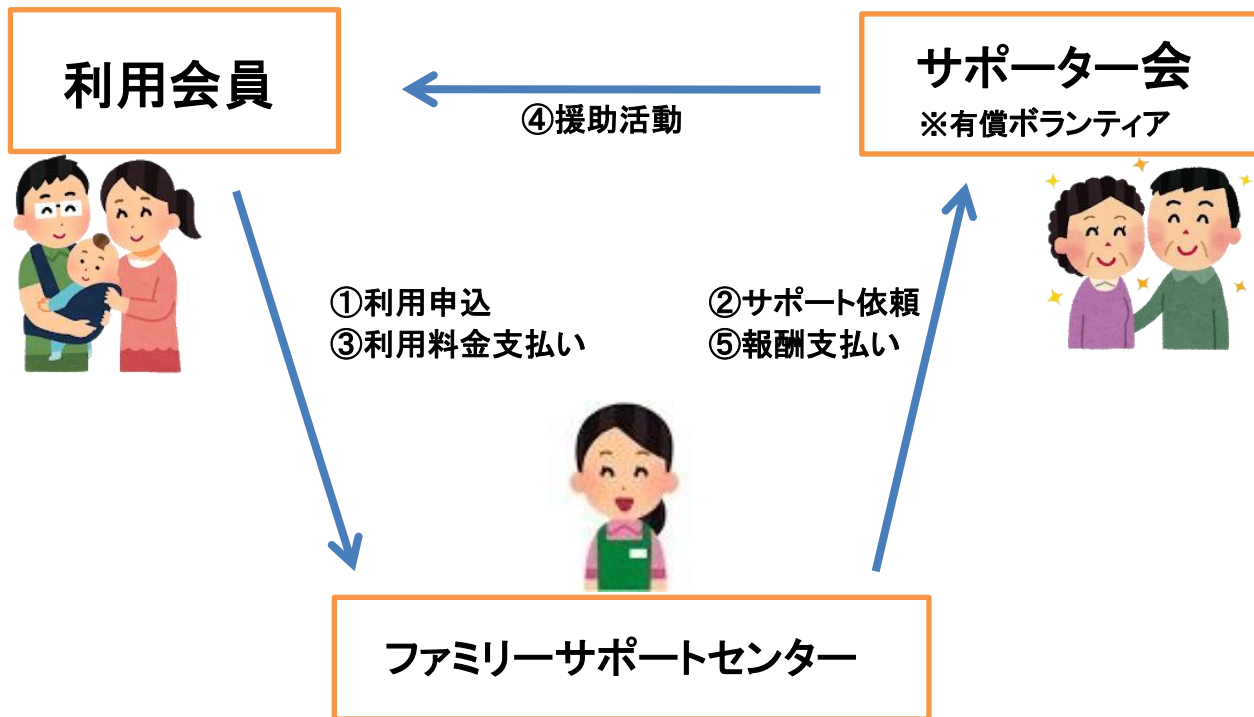 利用会員
サポーター会
※有償ボランティア
④援助活動
①利用申込
③利用料金支払い
②サポート依頼
⑤報酬支払い
ファミリーサポートセンター